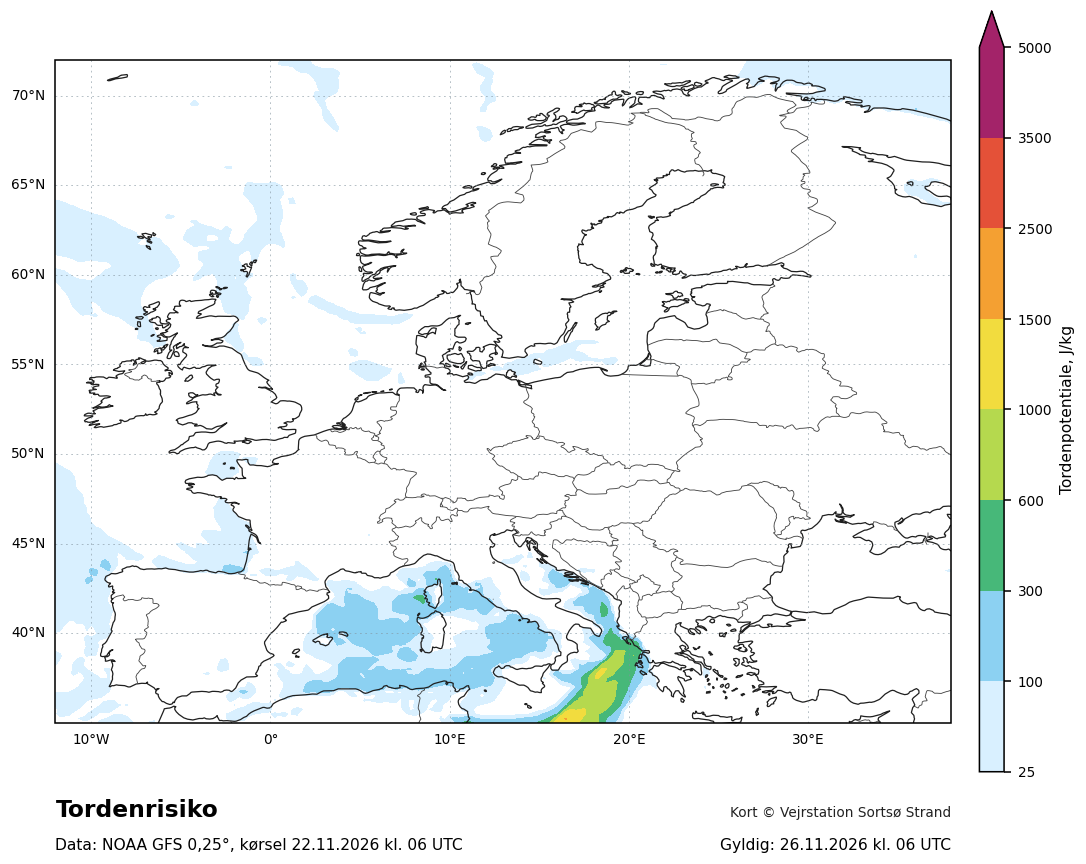 70°N
65°N
60°N
55°N
50°N
45°N
40°N
10°W
0°
10°E
20°E
30°E
5000
3500
2500
1500
1000
600
300
100
25
Tordenpotentiale, J/kg
Tordenrisiko
Kort © Vejrstation Sortsø Strand
Data: NOAA GFS 0,25°, kørsel 22.11.2026 kl. 06 UTC
Gyldig: 26.11.2026 kl. 06 UTC